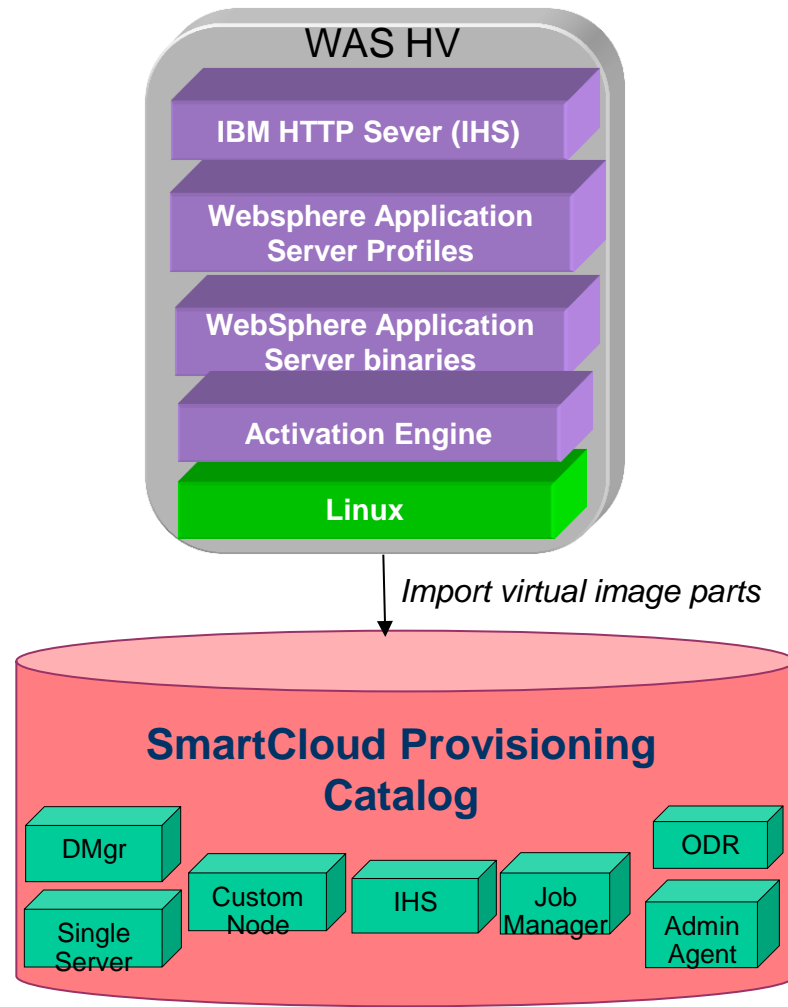 WAS HV
IBM HTTP Sever (IHS)
Websphere Application
Server Profiles
WebSphere Application
Server binaries
Activation Engine
Linux
Import virtual image parts
SmartCloud Provisioning
Catalog
DMgr
Single
Server
Custom
Node
IHS
Job
Manager
ODR
Admin
Agent